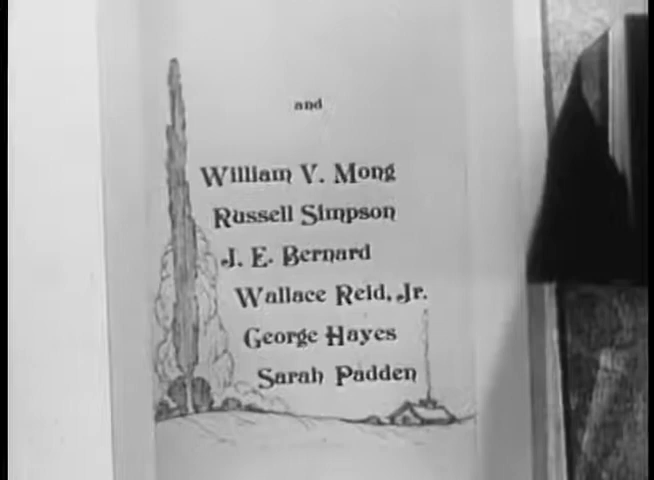 and
William V. Mong
Russell Simpson
J. E. Bernard
Wallace Reid, Jr.
George Hayes
Sarah Padden